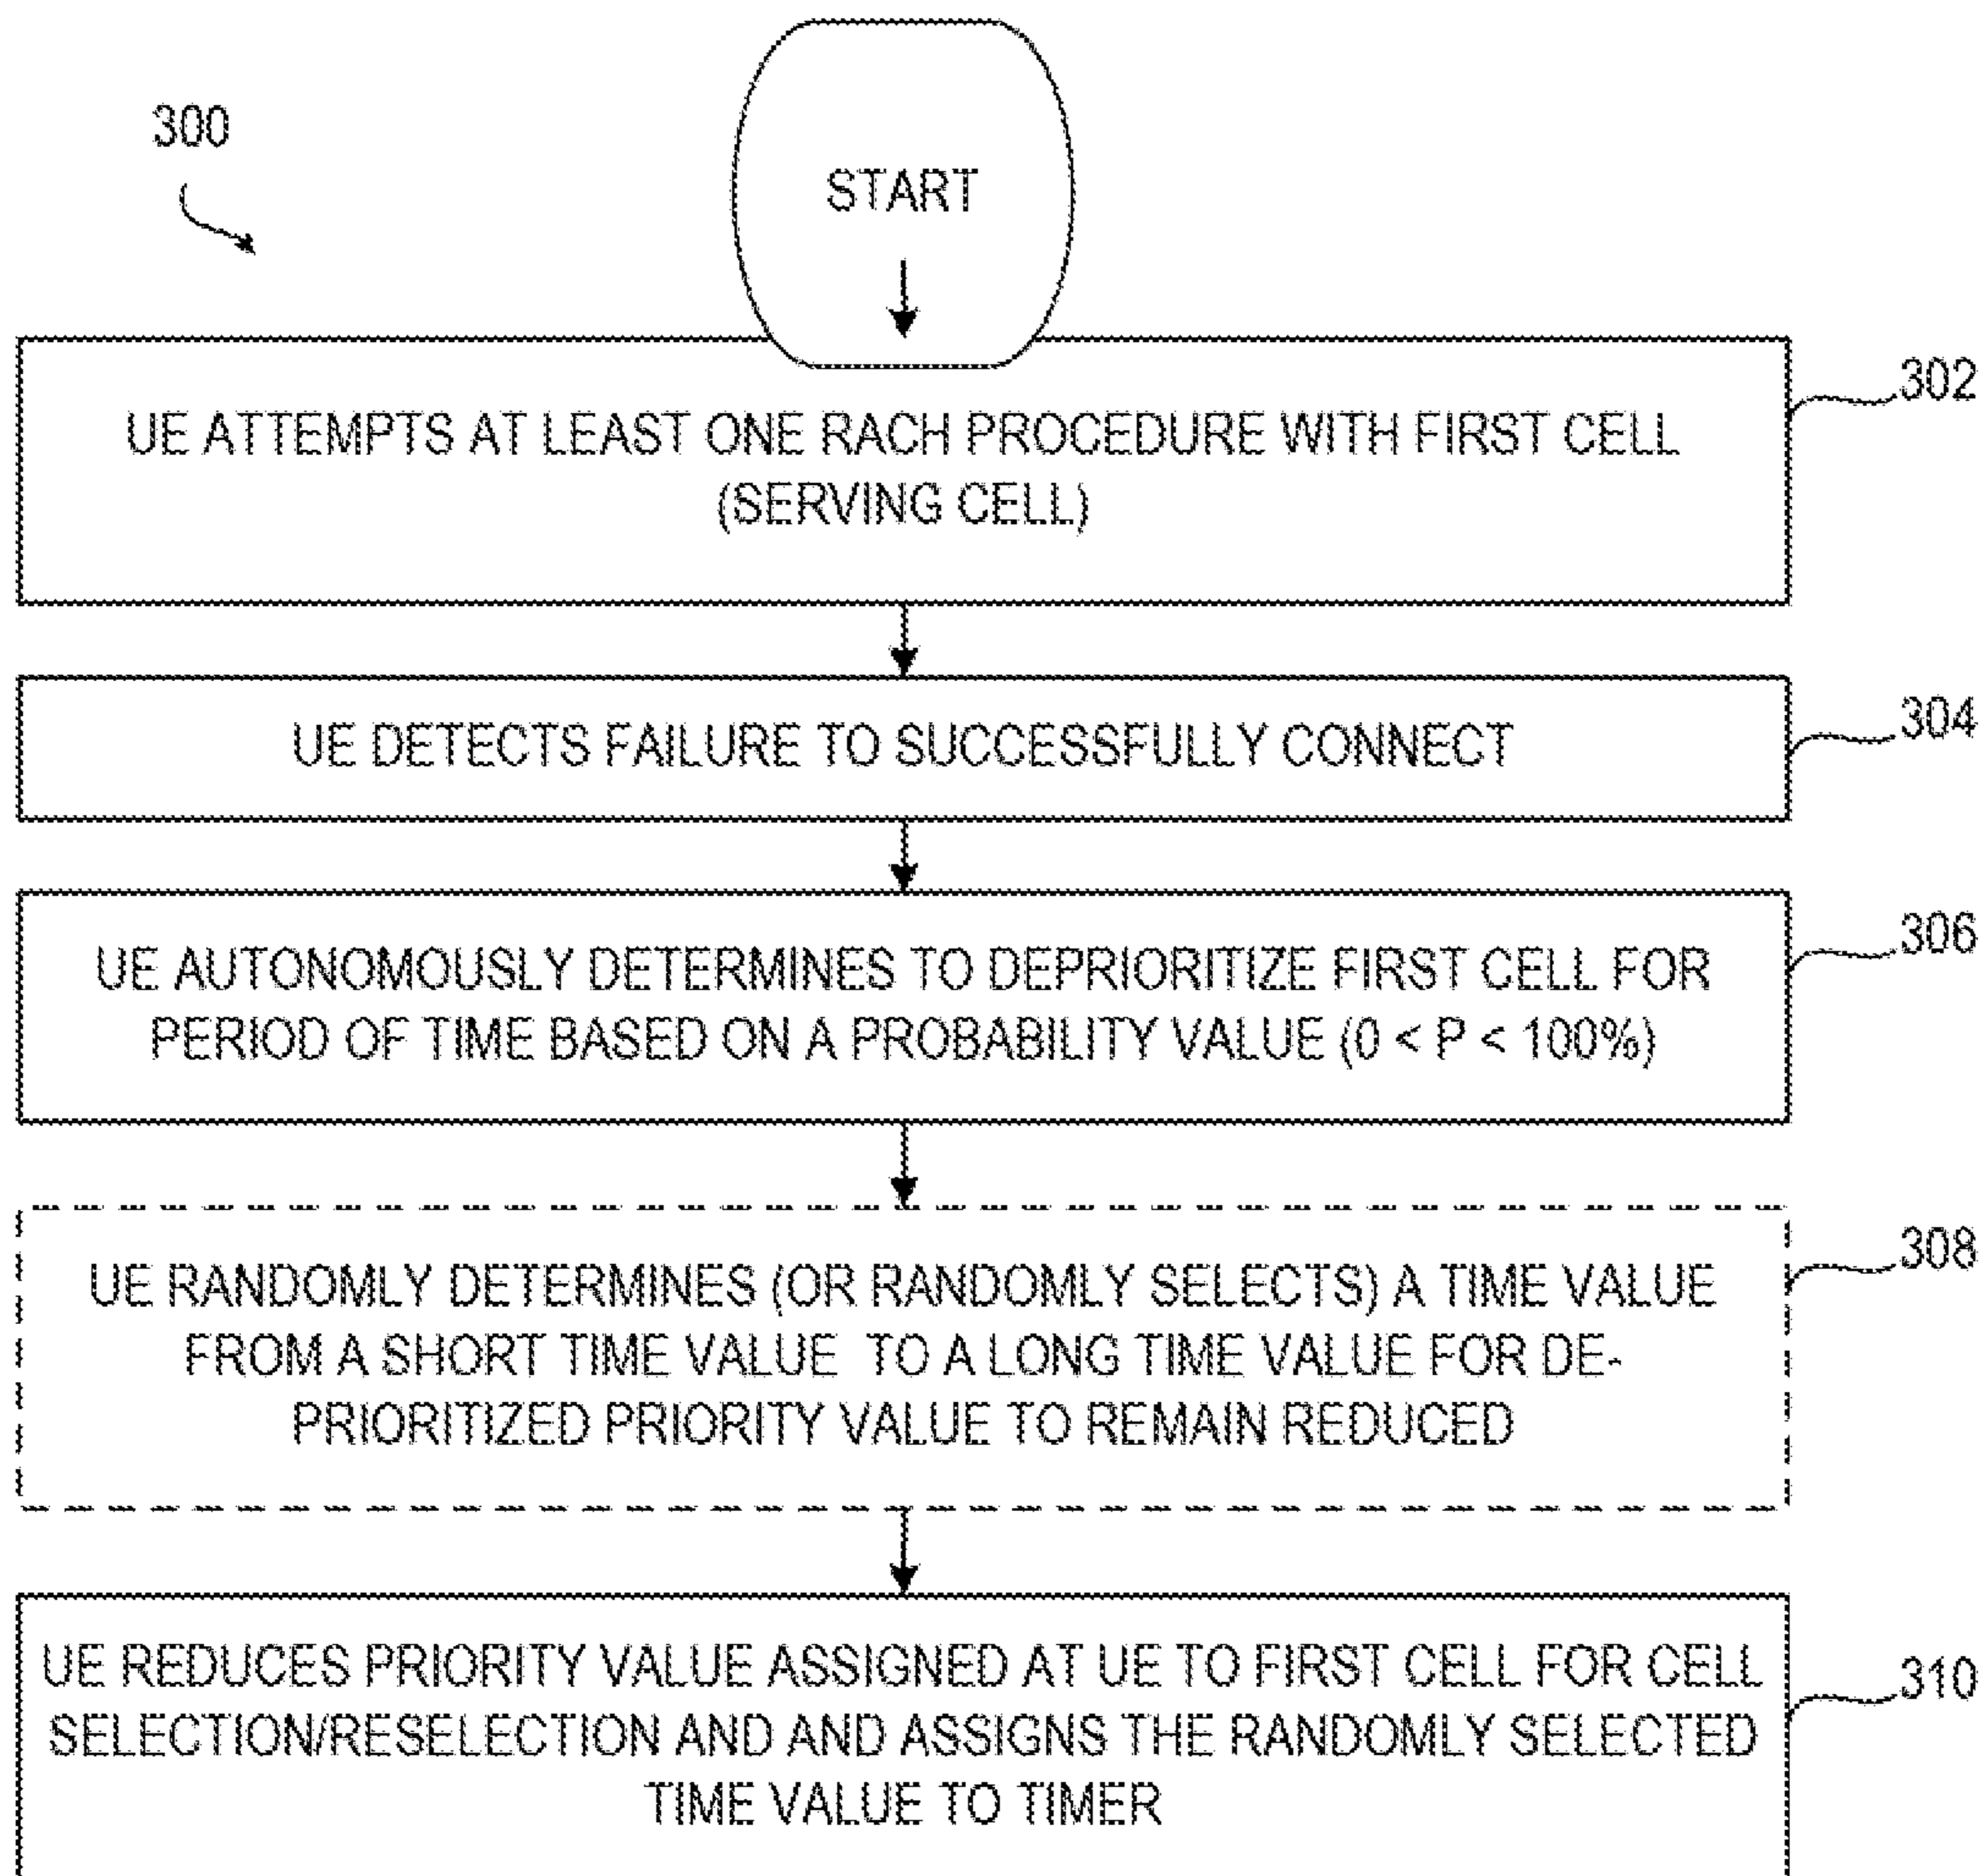 300
START
UE ATTEMPTS AT LEAST ONE RACH PROCEDURE WITH FIRST CELL
(SERVING CELL)
302
UE DETECTS FAILURE TO SUCCESSFULLY CONNECT
304
UE AUTONOMOUSLY DETERMINES TO DEPRIORITIZE FIRST CELL FOR
PERIOD OF TIME BASED ON A PROBABILITY VALUE (0 < P < 100%)
306
UE RANDOMLY DETERMINES (OR RANDOMLY SELECTS) A TIME VALUE
FROM A SHORT TIME VALUE TO A LONG TIME VALUE FOR DE-
PRIORITIZED PRIORITY VALUE TO REMAIN REDUCED
308
UE REDUCES PRIORITY VALUE ASSIGNED AT UE TO FIRST CELL FOR CELL
SELECTION/RESELECTION AND AND ASSIGNS THE RANDOMLY SELECTED
TIME VALUE TO TIMER
310